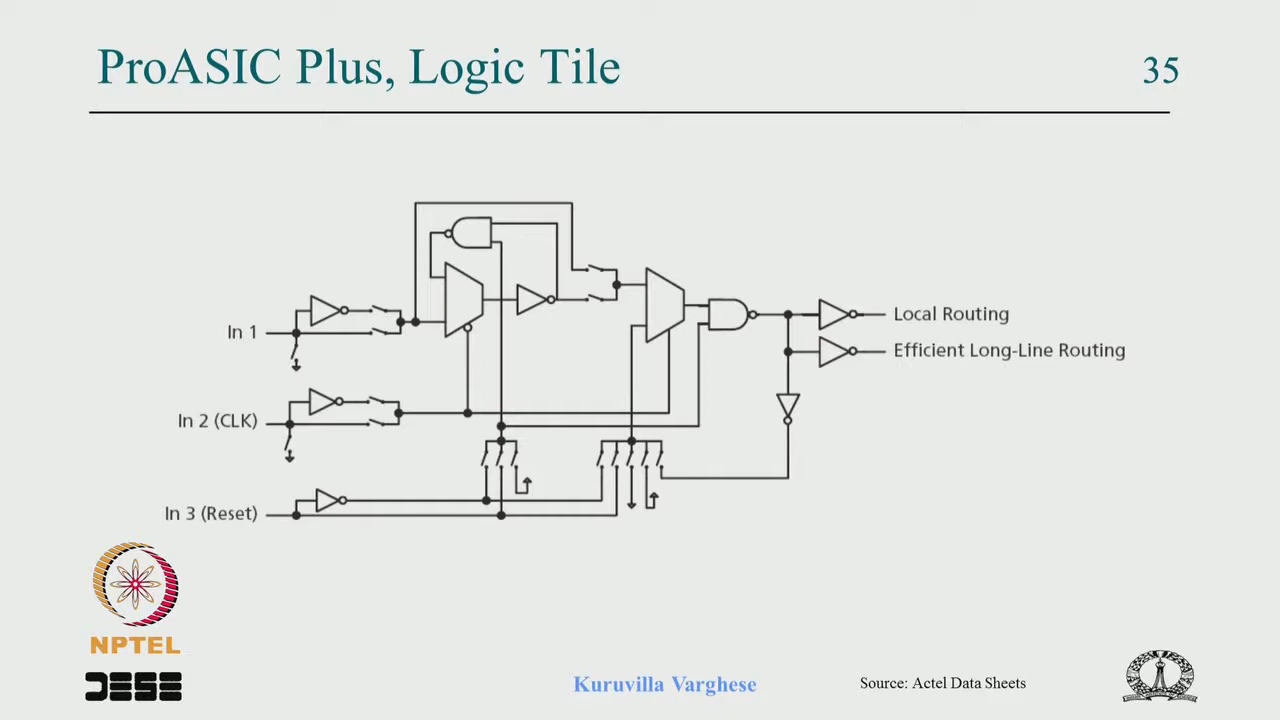 ProASIC Plus, Logic Tile
35
In 1
Local Routing
Efficient Long-Line Routing
In 2 (CLK)
In 3 (Reset)
NPTEL
DESE
Kuruvilla Varghese
Source: Actel Data Sheets